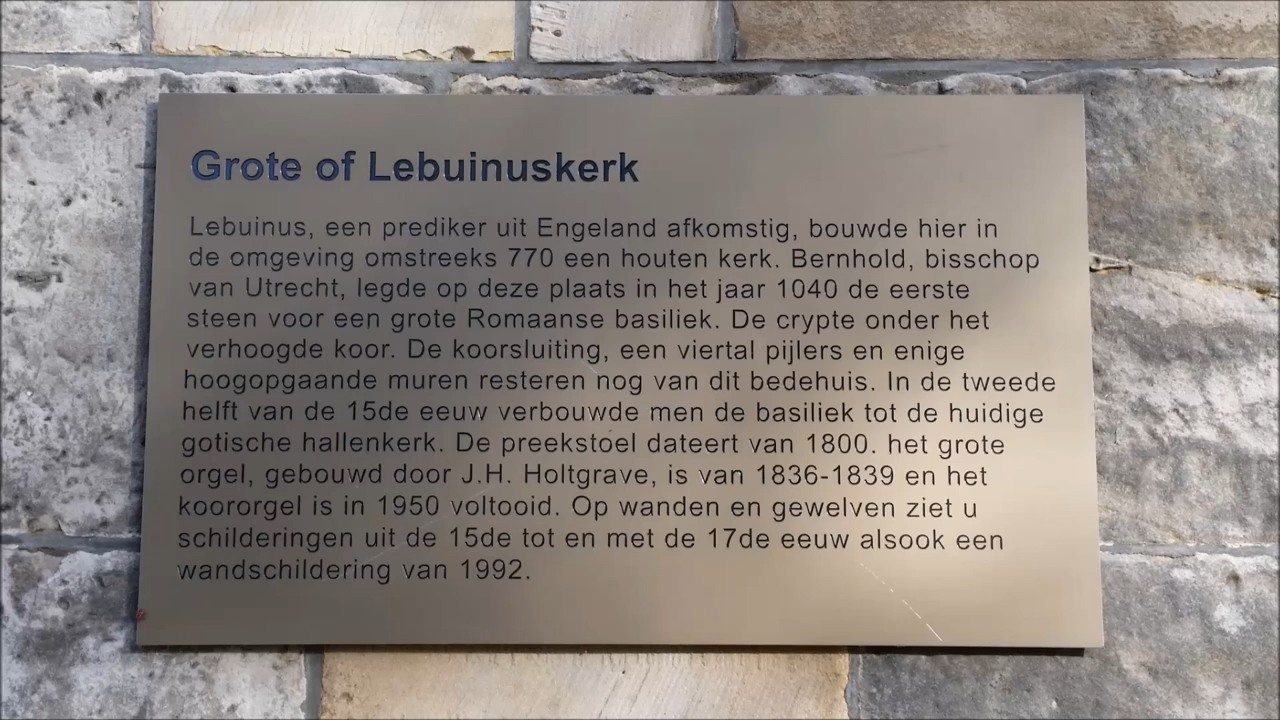 Grote of Lebuinuskerk
Lebuinus, een prediker uit Engeland afkomstig, bouwde hier in
de omgeving omstreeks 770 een houten kerk. Bernhold, bisschop
van Utrecht, legde op deze plaats in het jaar 1040 de eerste
steen voor een grote Romaanse basiliek. De crypte onder het
verhoogde koor. De koorsluiting, een viertal pijlers en enige
hoogopgaande muren resteren nog van dit bedehuis. In de tweede
helft van de 15de eeuw verbouwde men de basiliek tot de huidige
gotische hallenkerk. De preekstoel dateert van 1800. het grote
orgel, gebouwd door J.H. Holtgrave, is van 1836-1839 en het
koororgel is in 1950 voltooid. Op wanden en gewelven ziet u
schilderingen uit de 15de tot en met de 17de eeuw alsook een
wandschildering van 1992.